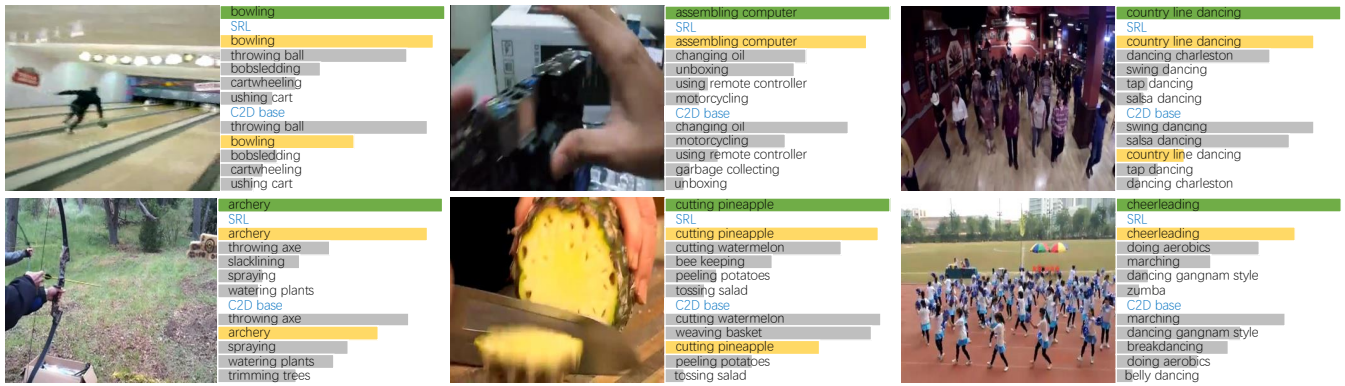 bowling
SRL
bowling
throwing ball
bobsledding
cartwheeling
ushing cart
C2D base
throwing ball
bowling
bobsledding
cartwheeling
ushing cart
assembling computer
SRL
assembling computer
changing oil
unboxing
using remote controller
motorcycling
C2D base
changing oil
motorcycling
using remote controller
garbage collecting
unboxing
country line dancing
SRL
country line dancing
dancing charleston
swing dancing
tap dancing
salsa dancing
C2D base
swing dancing
salsa dancing
country line dancing
tap dancing
dancing charleston
archery
SRL
archery
throwing axe
slacklining
spraying
watering plants
C2D base
throwing axe
archery
spraying
watering plants
trimming trees
cutting pineapple
SRL
cutting pineapple
cutting watermelon
bee keeping
peeling potatoes
tossing salad
C2D base
cutting watermelon
weaving basket
cutting pineapple
peeling potatoes
tossing salad
cheerleading
SRL
cheerleading
doing aerobics
marching
dancing gangnam style
zumba
C2D base
marching
dancing gangnam style
breakdancing
doing aerobics
belly dancing